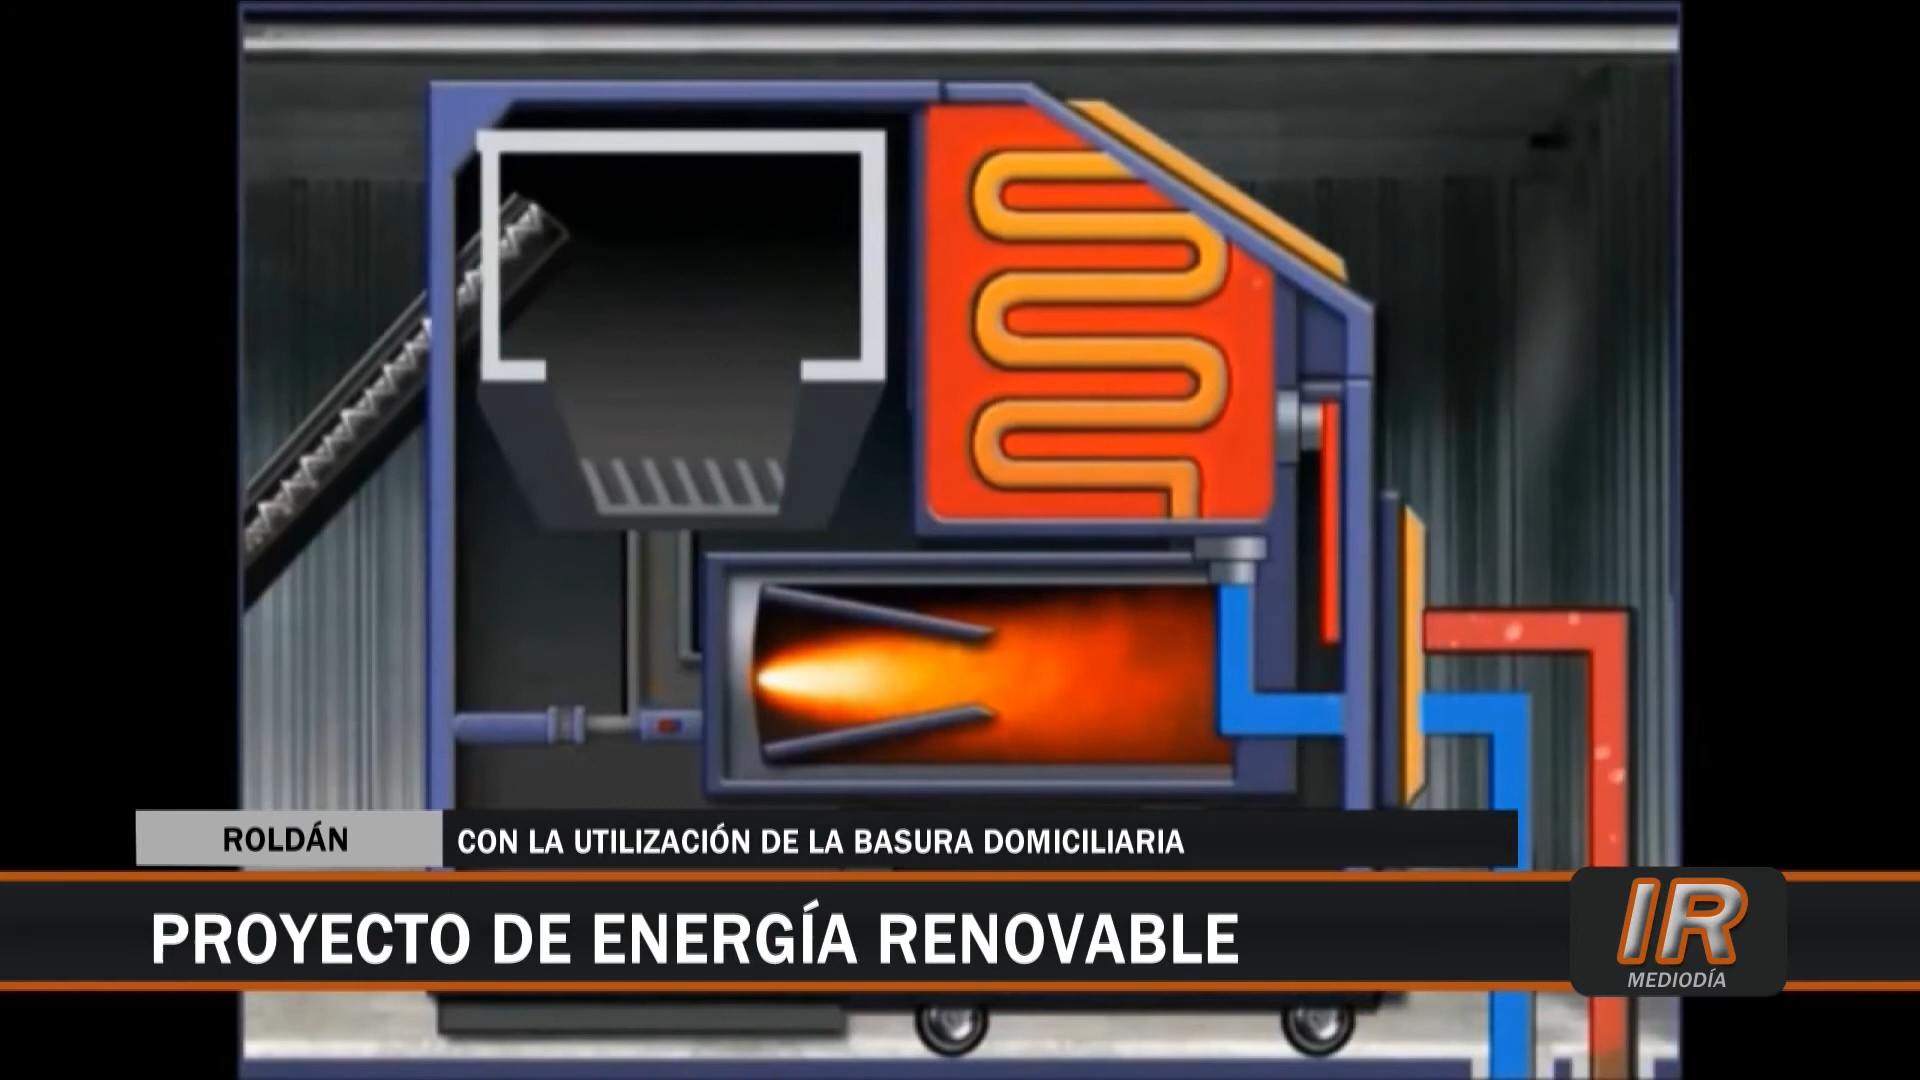 ROLDÁN
CON LA UTILIZACIÓN DE LA BASURA DOMICILIARIA
PROYECTO DE ENERGÍA RENOVABLE
IR
MEDIODÍA